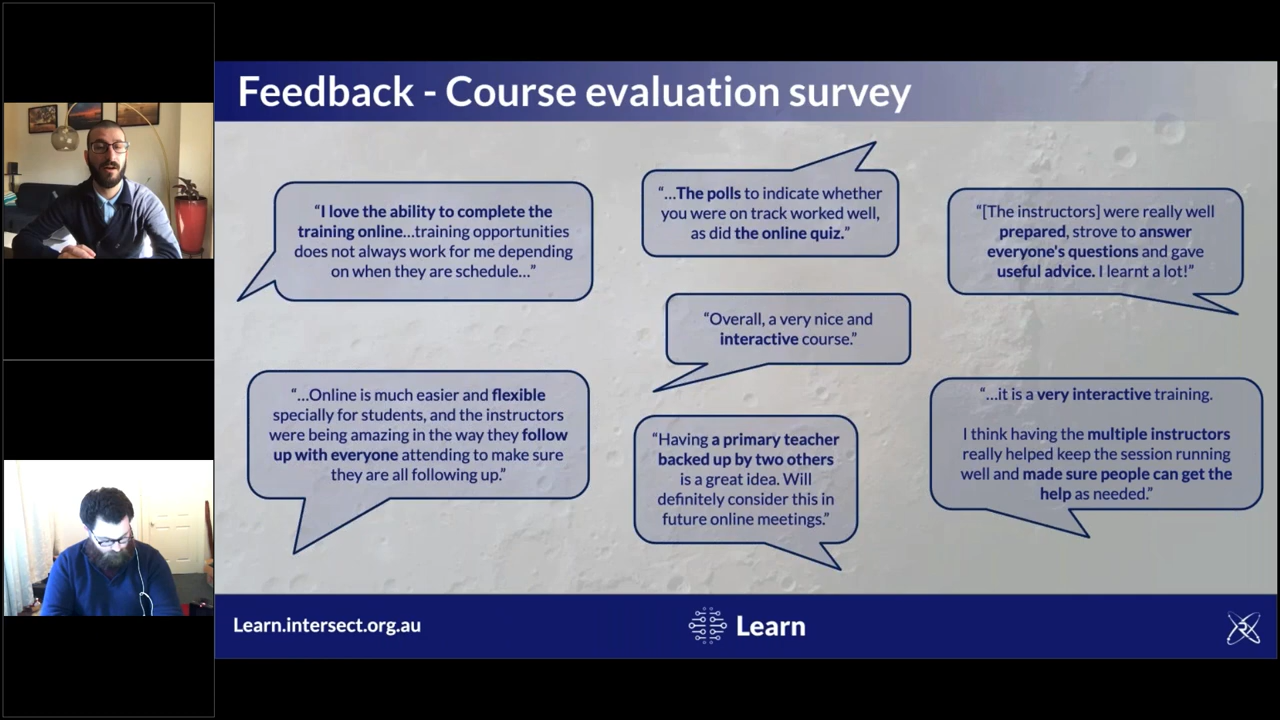 Feedback - Course evaluation survey
“I love the ability to complete the
training online...training opportunities
does not always work for me depending
on when they are schedule...”
“...The polls to indicate whether
you were on track worked well,
as did the online quiz.”
“[The instructors] were really well
prepared, strove to answer
everyone's questions and gave
useful advice. I learnt a lot!”
“Overall, a very nice and
interactive course.”
“...Online is much easier and flexible
specially for students, and the instructors
were being amazing in the way they follow
up with everyone attending to make sure
they are all following up.”
“Having a primary teacher
backed up by two others
is a great idea. Will
definitely consider this in
future online meetings.”
“...it is a very interactive training.
I think having the multiple instructors
really helped keep the session running
well and made sure people can get the
help as needed.”
Learn.intersect.org.au
Learn